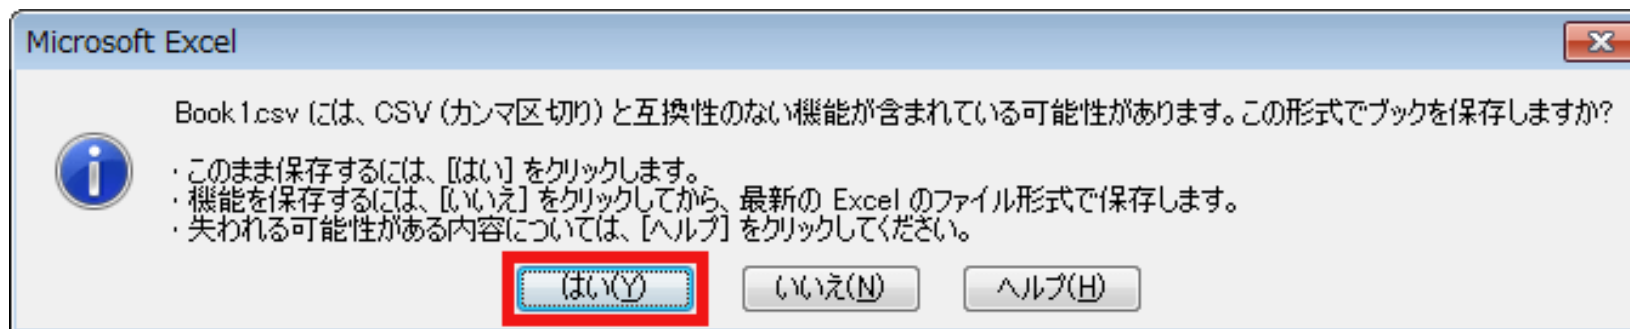 Microsoft Excel
Book1.csv には、CSV (カンマ区切り) と互換性のない機能が含まれている可能性があります。この形式でブックを保存しますか?
・このまま保存するには、[はい] をクリックします。
・機能を保存するには、[いいえ] をクリックしてから、最新の Excel のファイル形式で保存します。
・失われる可能性がある内容については、[ヘルプ] をクリックしてください。
はい(Y) いいえ(N) ヘルプ(H)